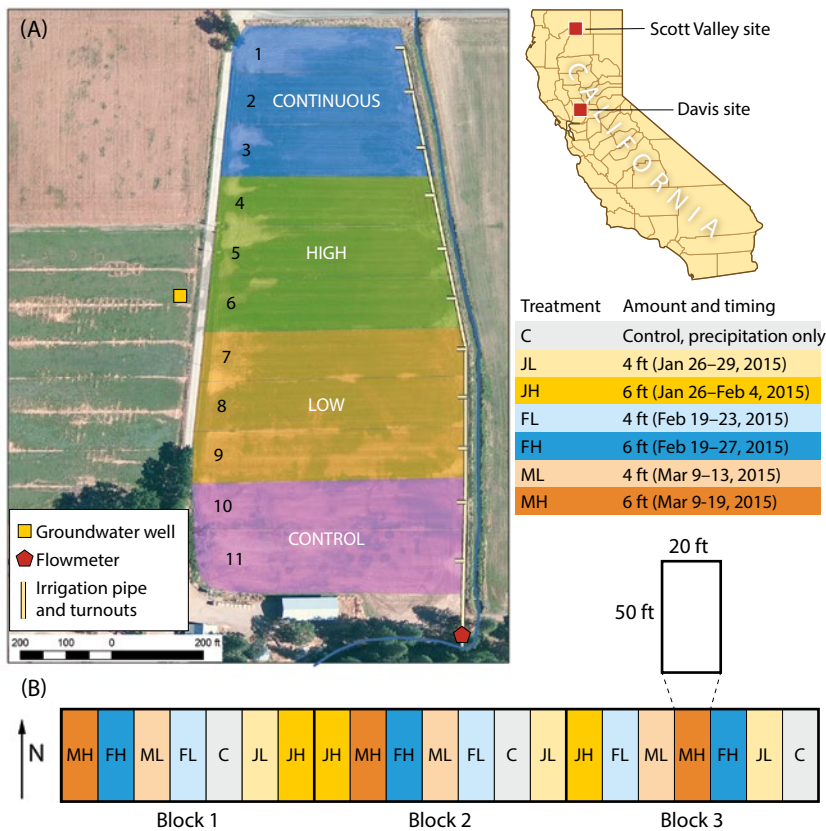 (A)
1
2
CONTINUOUS
3
4
5
HIGH
6
7
8
LOW
9
10
CONTROL
11
Groundwater well
Flowmeter
Irrigation pipe
and turnouts
200 100 0 200 ft
Scott Valley site
Davis site
CALIFORNIA
Treatment Amount and timing
C Control, precipitation only
JL 4 ft (Jan 26–29, 2015)
JH 6 ft (Jan 26–Feb 4, 2015)
FL 4 ft (Feb 19–23, 2015)
FH 6 ft (Feb 19–27, 2015)
ML 4 ft (Mar 9–13, 2015)
MH 6 ft (Mar 9-19, 2015)
20 ft
50 ft
(B)
N
MH FH ML FL C JL JH JH MH FH ML FL C JL JH FL ML MH FH JL C
Block 1 Block 2 Block 3